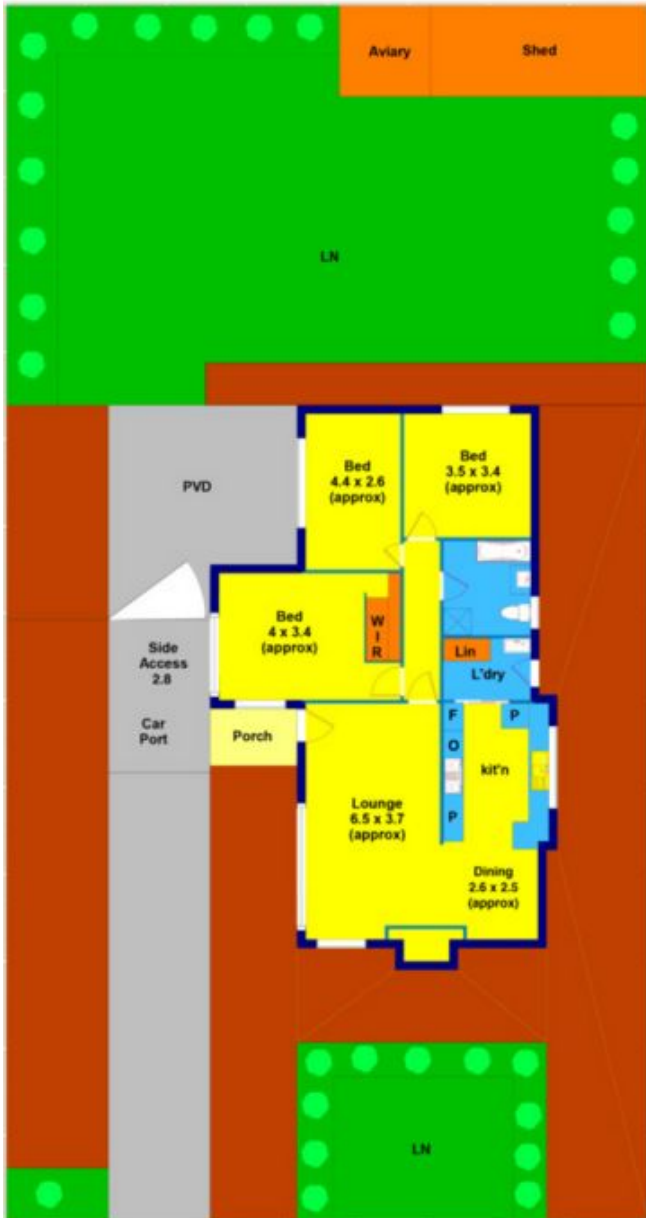 Aviary
Shed
LN
Bed
4.4 x 2.6
(approx)
Bed
3.5 x 3.4
(approx)
PVD
Bed
4 x 3.4
(approx)
W
I
R
Side
Access
2.8
Lin
L'dry
Car
Port
Porch
F
O
P
P
kit'n
Lounge
6.5 x 3.7
(approx)
Dining
2.6 x 2.5
(approx)
LN